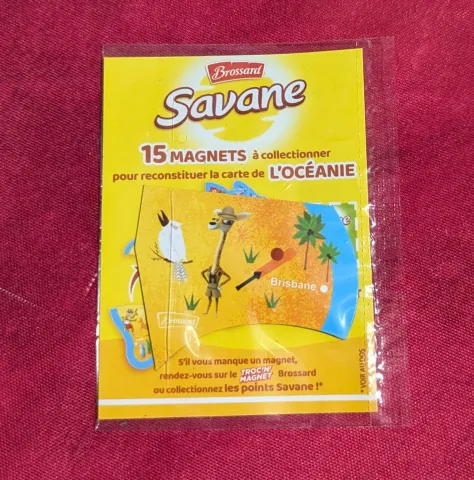 Brossard
Savane
15 MAGNETS à collectionner
pour reconstituer la carte de L'OCÉANIE
Brisbane
Brossard
S'il vous manque un magnet,
rendez-vous sur le TROC'N' MAGNET Brossard
ou collectionnez les points Savane !*
* VOIR AU DOS